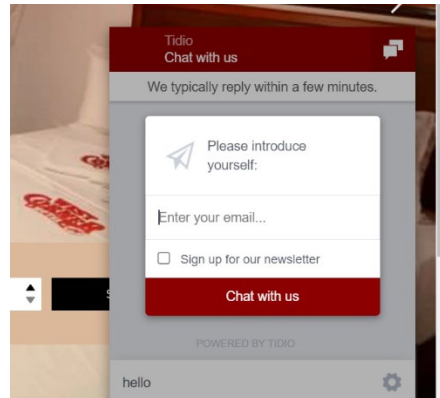 Tidio
Chat with us
We typically reply within a few minutes.
Please introduce
yourself:
Enter your email...
Sign up for our newsletter
Chat with us
POWERED BY TIDIO
hello